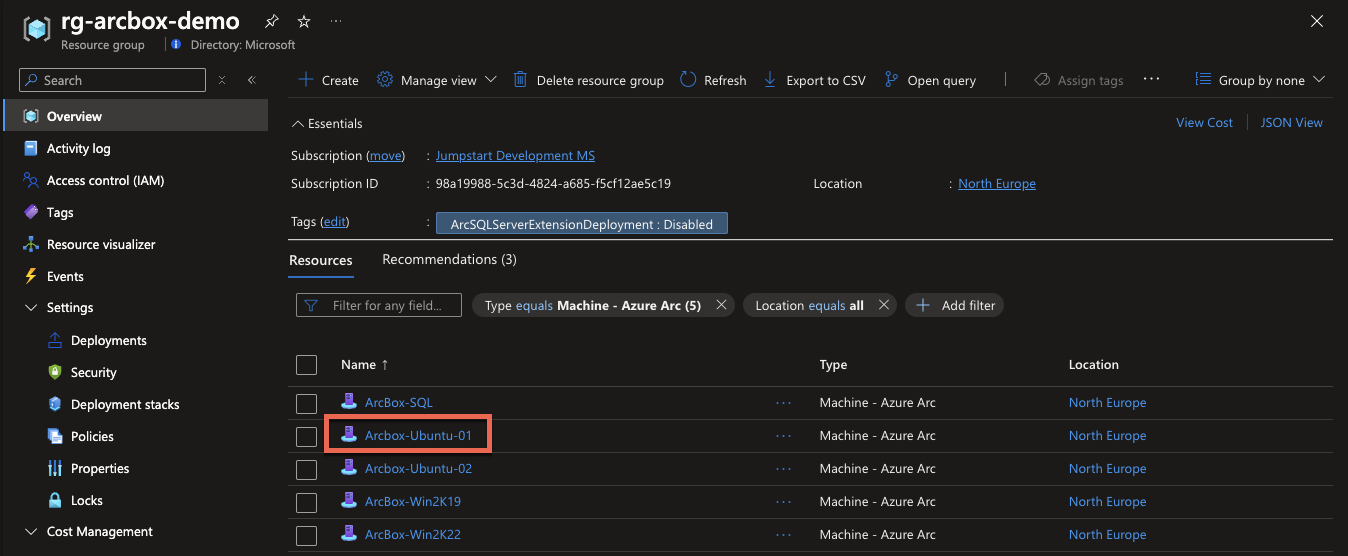 rg-arcbox-demo
Resource group
Directory: Microsoft
Search
Create
Manage view
Delete resource group
Refresh
Export to CSV
Open query
Assign tags
Group by none
Overview
Activity log
Access control (IAM)
Tags
Resource visualizer
Events
Settings
Deployments
Security
Deployment stacks
Policies
Properties
Locks
Cost Management
Essentials
View Cost
JSON View
Subscription (move) : Jumpstart Development MS
Subscription ID : 98a19988-5c3d-4824-a685-f5cf12ae5c19
Location : North Europe
Tags (edit) : ArcSQLServerExtensionDeployment : Disabled
Resources
Recommendations (3)
Filter for any field...
Type equals Machine - Azure Arc (5)
Location equals all
Add filter
Name ↑ Type Location
ArcBox-SQL ... Machine - Azure Arc North Europe
Arcbox-Ubuntu-01 ... Machine - Azure Arc North Europe
Arcbox-Ubuntu-02 ... Machine - Azure Arc North Europe
ArcBox-Win2K19 ... Machine - Azure Arc North Europe
ArcBox-Win2K22 ... Machine - Azure Arc North Europe